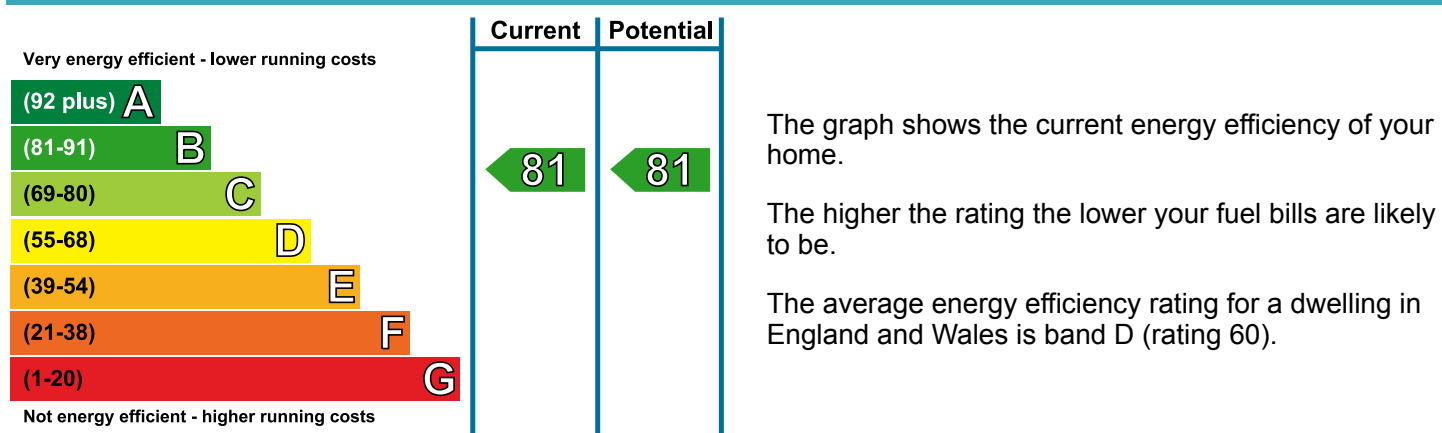 Current Potential
Very energy efficient - lower running costs
(92 plus) A
(81-91) B
(69-80) C
(55-68) D
(39-54) E
(21-38) F
(1-20) G
Not energy efficient - higher running costs
81 81
The graph shows the current energy efficiency of your
home.
The higher the rating the lower your fuel bills are likely
to be.
The average energy efficiency rating for a dwelling in
England and Wales is band D (rating 60).